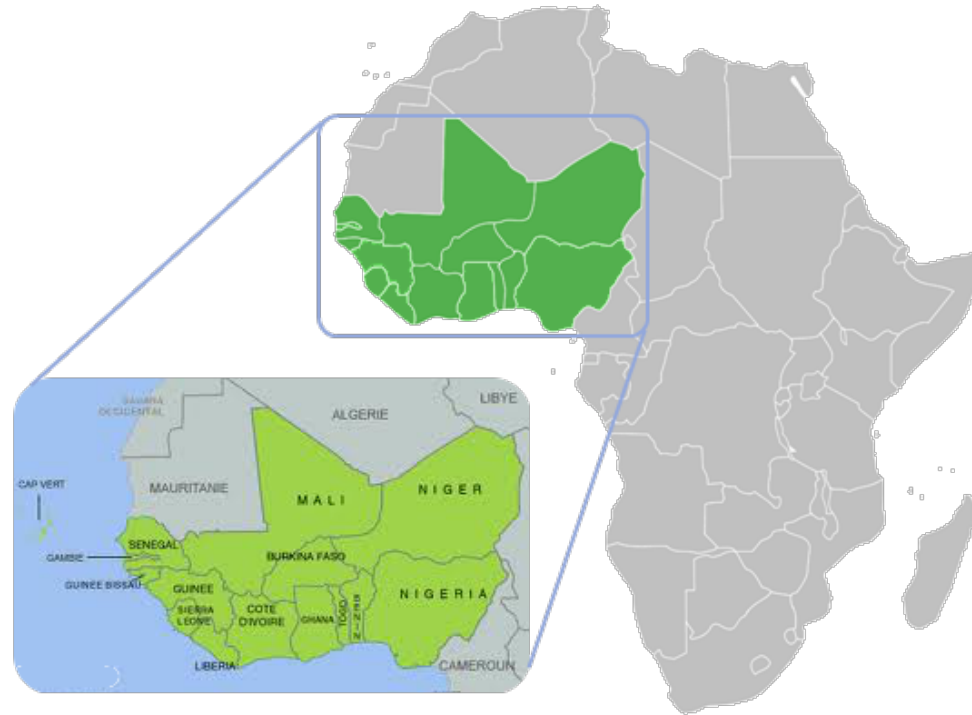 SAHARA
OCCIDENTAL
ALGERIE
LIBYE
CAP VERT
MAURITANIE
MALI
NIGER
SENEGAL
GAMBIE
BURKINA FASO
GUINEE BISSAU
GUINEE
NIGERIA
SIERRA
LEONE
COTE
D'IVOIRE
GHANA
TOGO
BENIN
LIBERIA
CAMEROUN